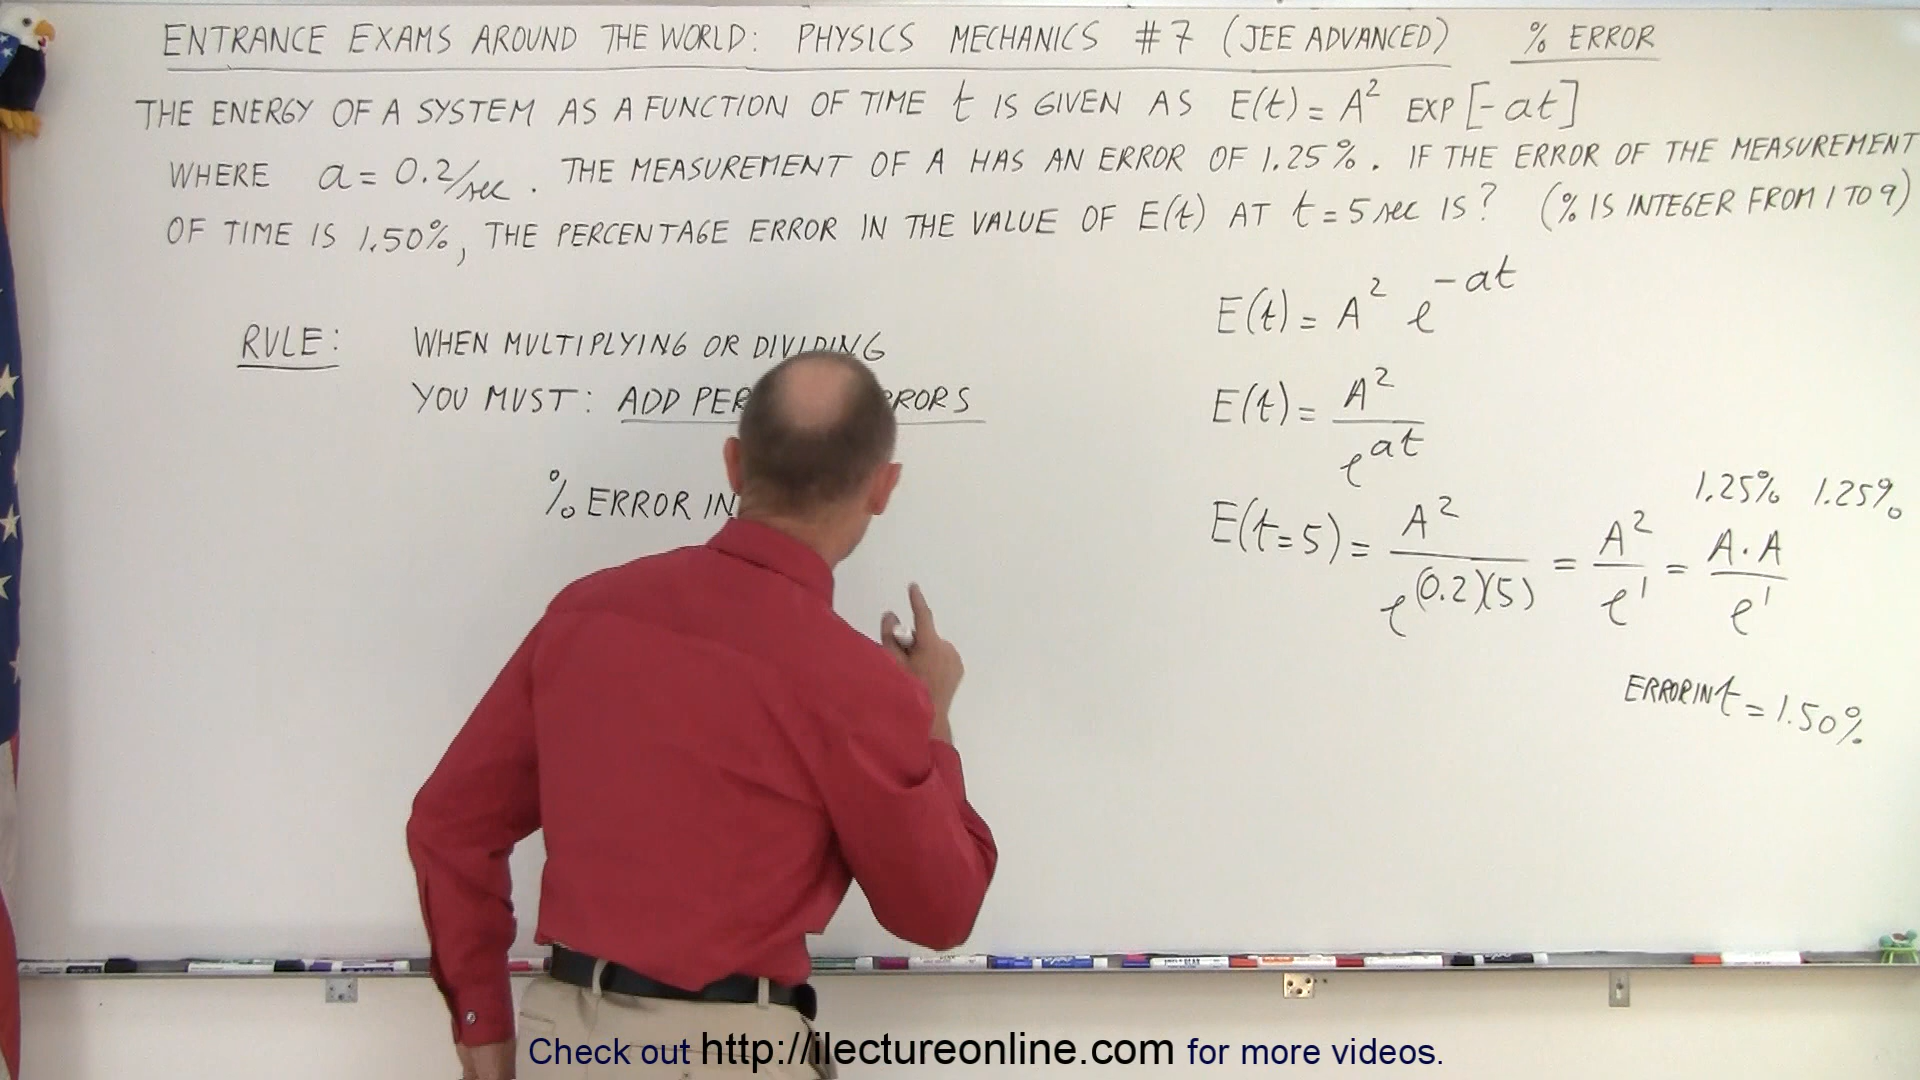 ENTRANCE EXAMS AROUND THE WORLD: PHYSICS MECHANICS #7 (JEE ADVANCED) % ERROR
THE ENERGY OF A SYSTEM AS A FUNCTION OF TIME t IS GIVEN AS E(t) = A² EXP [-at]
WHERE a = 0.2/sec . THE MEASUREMENT OF A HAS AN ERROR OF 1.25%. IF THE ERROR OF THE MEASUREMENT
OF TIME IS 1.50%, THE PERCENTAGE ERROR IN THE VALUE OF E(t) AT t = 5 sec IS? (% IS INTEGER FROM 1 TO 9)
RULE: WHEN MULTIPLYING OR DIVIDING
YOU MUST: ADD
% ERROR IN
E(t) = A² e^-at
E(t) = A² / e^at
1.25% 1.25%
E(t=5) = A² / e^(0.2)(5) = A² / e^1 = A·A / e^1
ERROR IN t = 1.50%
Check out http://ilectureonline.com for more videos.